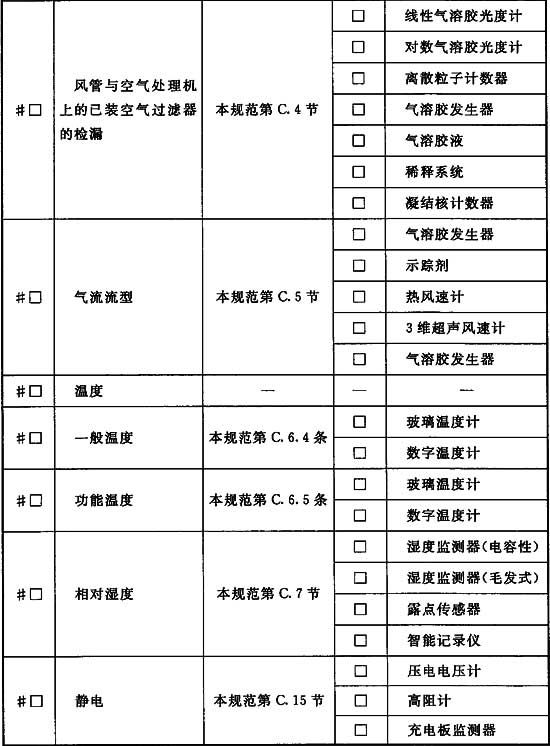 #□ 风管与空气处理机上的已装空气过滤器的检漏 本规范第 C.4 节 □ 线性气溶胶光度计
□ 对数气溶胶光度计
□ 离散粒子计数器
□ 气溶胶发生器
□ 气溶胶液
□ 稀释系统
□ 凝结核计数器
#□ 气流流型 本规范第 C.5 节 □ 气溶胶发生器
□ 示踪剂
□ 热风速计
□ 3 维超声风速计
□ 气溶胶发生器
#□ 温度 — — —
#□ 一般温度 本规范第 C.6.4 条 □ 玻璃温度计
□ 数字温度计
#□ 功能温度 本规范第 C.6.5 条 □ 玻璃温度计
□ 数字温度计
#□ 相对湿度 本规范第 C.7 节 □ 湿度监测器(电容性)
□ 湿度监测器(毛发式)
□ 露点传感器
□ 智能记录仪
#□ 静电 本规范第 C.15 节 □ 压电电压计
□ 高阻计
□ 充电板监测器